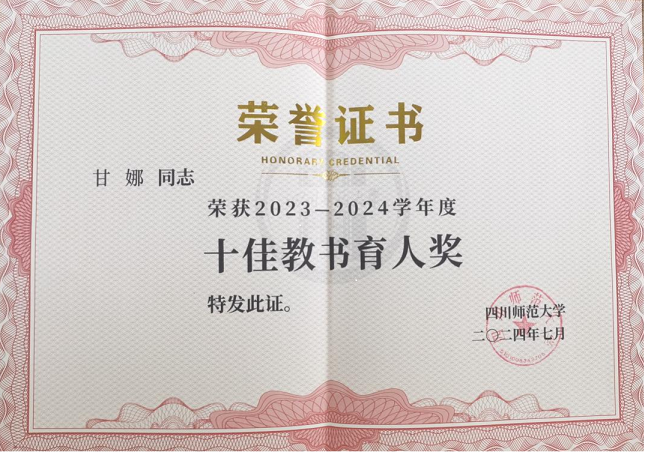 荣誉证书
HONORARY CREDENTIAL
甘 娜 同志
荣获2023—2024学年度
十佳教书育人奖
特发此证。
四川师范大学
二〇二四年七月